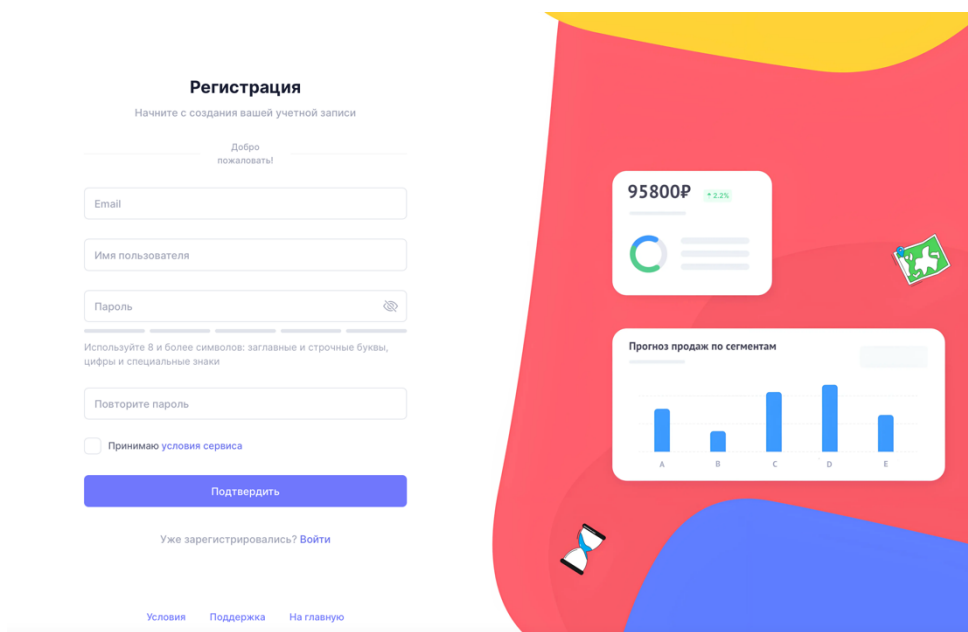 Регистрация
Начните с создания вашей учетной записи
Добро
пожаловать!
Email
Имя пользователя
Пароль
Используйте 8 и более символов: заглавные и строчные буквы,
цифры и специальные знаки
Повторите пароль
Принимаю условия сервиса
Подтвердить
Уже зарегистрировались? Войти
Условия Поддержка На главную
95800₽ 2.2%
Прогноз продаж по сегментам
A B C D E